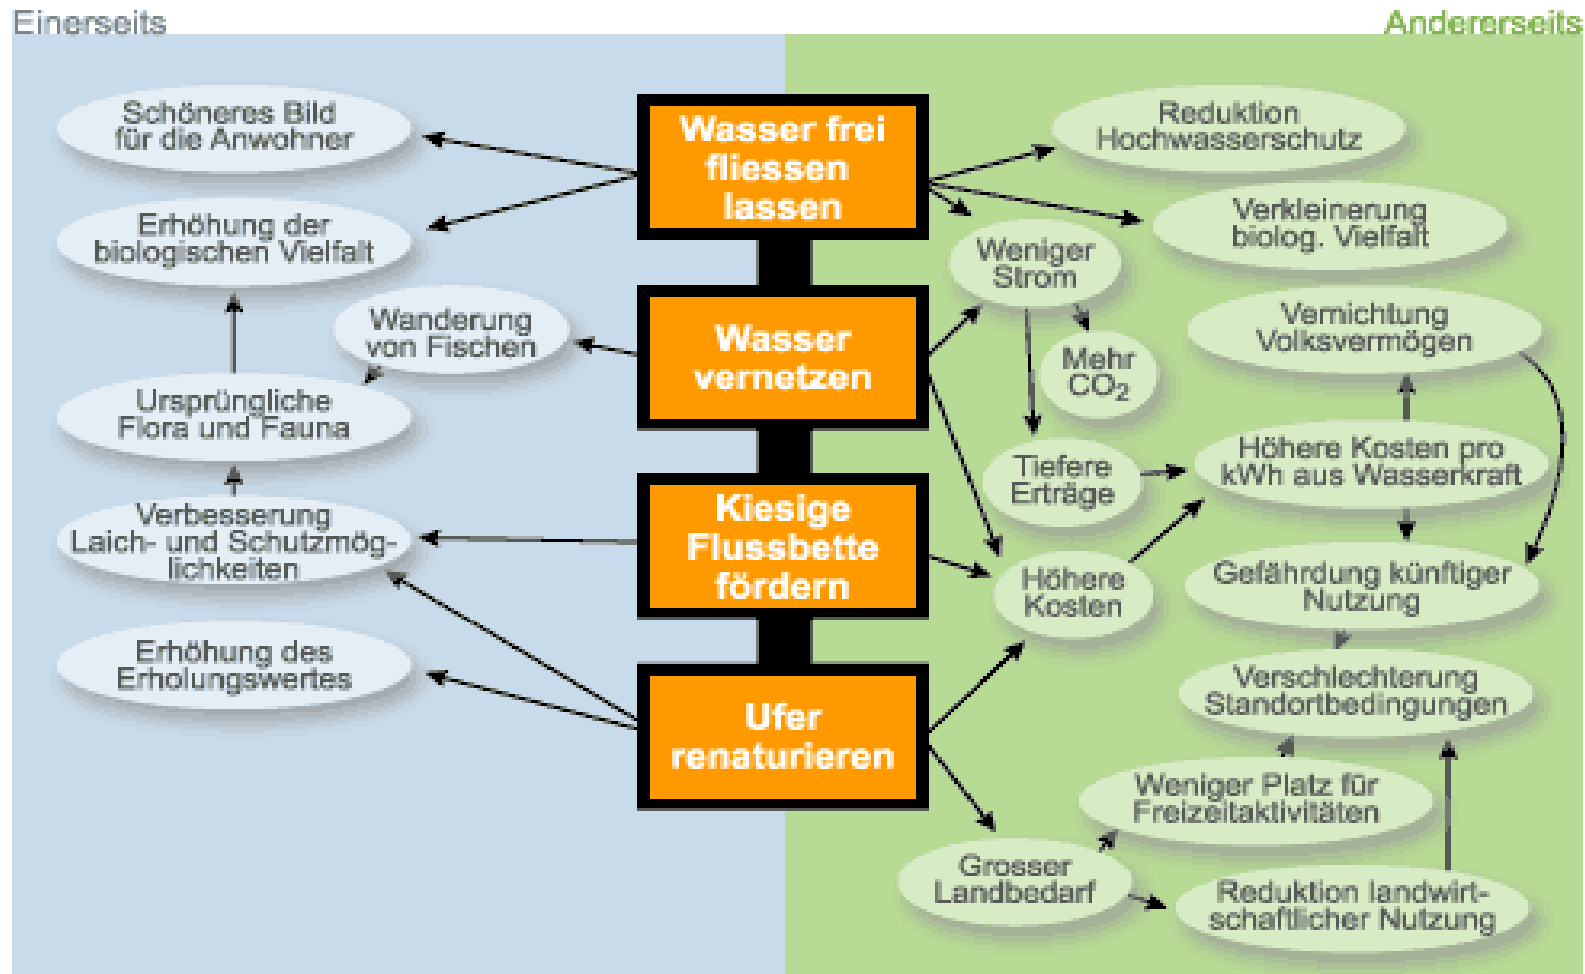 Einerseits
Andererseits
Schöneres Bild
für die Anwohner
Erhöhung der
biologischen Vielfalt
Wanderung
von Fischen
Ursprüngliche
Flora und Fauna
Verbesserung
Laich- und Schutzmög-
lichkeiten
Erhöhung des
Erholungswertes
Wasser frei
fliessen
lassen
Wasser
vernetzen
Kiesige
Flussbette
fördern
Ufer
renaturieren
Reduktion
Hochwasserschutz
Verkleinerung
biolog. Vielfalt
Weniger
Strom
Vernichtung
Volksvermögen
Mehr
CO₂
Tiefere
Erträge
Höhere Kosten pro
kWh aus Wasserkraft
Höhere
Kosten
Gefährdung künftiger
Nutzung
Verschlechterung
Standortbedingungen
Weniger Platz für
Freizeitaktivitäten
Grosser
Landbedarf
Reduktion landwirt-
schaftlicher Nutzung